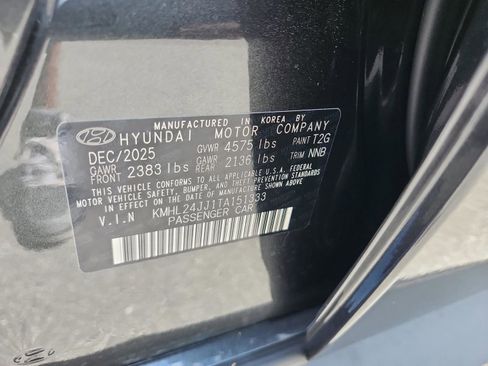 MANUFACTURED IN KOREA BY
HYUNDAI MOTOR COMPANY
DEC/2025 GVWR 4575 lbs PAINT T2G
GAWR FRONT 2383 lbs GAWR REAR 2136 lbs TRIM NNB
THIS VEHICLE CONFORMS TO ALL APPLICABLE U.S.A. FEDERAL
MOTOR VEHICLE SAFETY, BUMPER, AND THEFT PREVENTION STANDARDS
IN EFFECT ON THE DATE OF MANUFACTURE SHOWN ABOVE.
V.I.N KMHL24JJ1TA151933
PASSENGER CAR